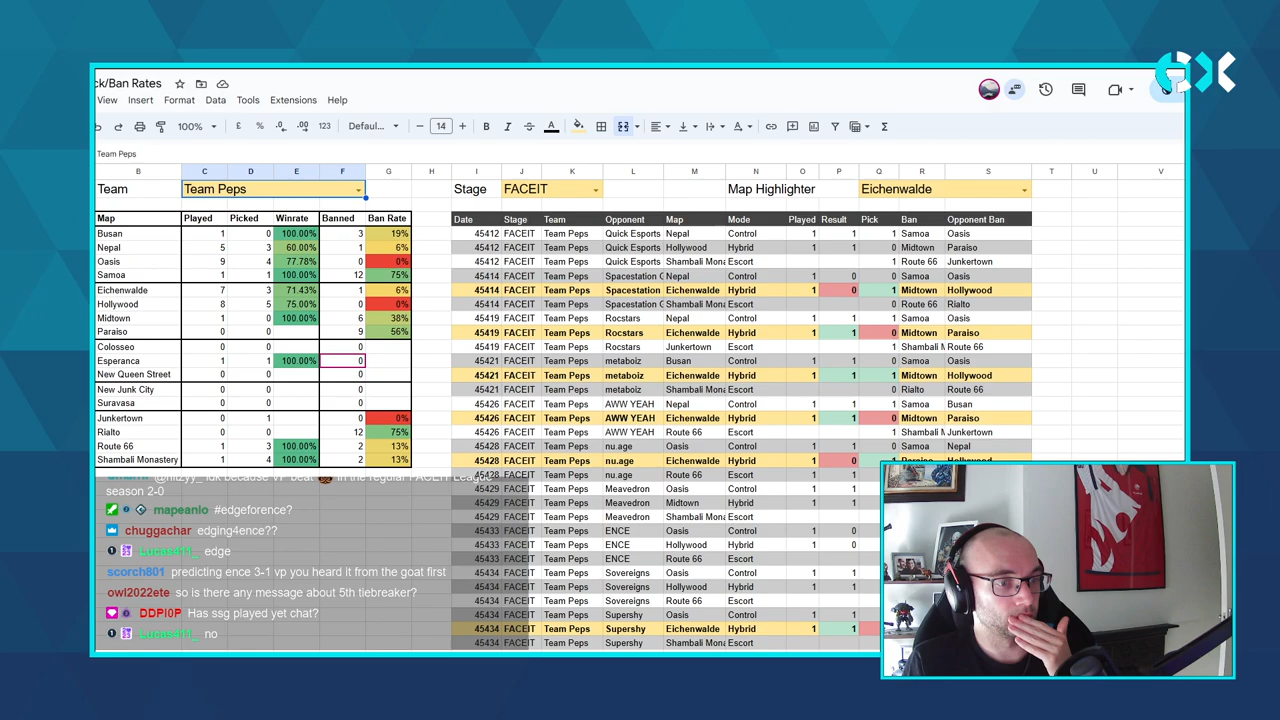 ck/Ban Rates
View Insert Format Data Tools Extensions Help
100% £ % .0 .00 123 Defaul... 14 B I A
Team Peps
B C D E F G H I J K L M N O P Q R S T U V
Team Team Peps Stage FACEIT Map Highlighter Eichenwalde
Map Played Picked Winrate Banned Ban Rate
Busan 1 0 100.00% 3 19%
Nepal 5 3 60.00% 1 6%
Oasis 9 4 77.78% 0 0%
Samoa 1 1 100.00% 12 75%
Eichenwalde 7 3 71.43% 1 6%
Hollywood 8 5 75.00% 0 0%
Midtown 1 0 100.00% 6 38%
Paraiso 0 0 9 56%
Colosseo 0 0 0
Esperanca 1 1 100.00% 0
New Queen Street 0 0 0
New Junk City 0 0 0
Suravasa 0 0 0
Junkertown 0 1 0 0%
Rialto 0 0 12 75%
Route 66 1 3 100.00% 2 13%
Shambali Monastery 1 4 100.00% 2 13%
Date Stage Team Opponent Map Mode Played Result Pick Ban Opponent Ban
45412 FACEIT Team Peps Quick Esports Nepal Control 1 1 1 Samoa Oasis
45412 FACEIT Team Peps Quick Esports Hollywood Hybrid 1 1 0 Midtown Paraiso
45412 FACEIT Team Peps Quick Esports Shambali Mona Escort 1 Route 66 Junkertown
45414 FACEIT Team Peps Spacestation G Nepal Control 1 0 0 Samoa Oasis
45414 FACEIT Team Peps Spacestation Eichenwalde Hybrid 1 0 1 Midtown Hollywood
45414 FACEIT Team Peps Spacestation G Shambali Mona Escort 0 Route 66 Rialto
45419 FACEIT Team Peps Rocstars Oasis Control 1 1 1 Samoa Oasis
45419 FACEIT Team Peps Rocstars Eichenwalde Hybrid 1 1 0 Midtown Paraiso
45419 FACEIT Team Peps Rocstars Junkertown Escort 1 Shambali M Route 66
45421 FACEIT Team Peps metaboiz Busan Control 1 1 0 Samoa Oasis
45421 FACEIT Team Peps metaboiz Eichenwalde Hybrid 1 1 1 Midtown Hollywood
45421 FACEIT Team Peps metaboiz Shambali Mona Escort 0 Rialto Route 66
45426 FACEIT Team Peps AWW YEAH Nepal Control 1 1 1 Samoa Busan
45426 FACEIT Team Peps AWW YEAH Eichenwalde Hybrid 1 1 0 Midtown Paraiso
45426 FACEIT Team Peps AWW YEAH Route 66 Escort 1 Shambali M Junkertown
45428 FACEIT Team Peps nu.age Oasis Control 1 1 0 Samoa Nepal
45428 FACEIT Team Peps nu.age Eichenwalde Hybrid 1 0 1 Hollywood
45428 FACEIT Team Peps nu.age Route 66 Escort 1 1
45429 FACEIT Team Peps Meavedron Oasis Control 1 1
45429 FACEIT Team Peps Meavedron Midtown Hybrid 1 1
45429 FACEIT Team Peps Meavedron Shambali Mona Escort
45433 FACEIT Team Peps ENCE Oasis Control 1 0
45433 FACEIT Team Peps ENCE Hollywood Hybrid 1 0
45433 FACEIT Team Peps ENCE Route 66 Escort
45434 FACEIT Team Peps Sovereigns Oasis Control 1 1
45434 FACEIT Team Peps Sovereigns Hollywood Hybrid 1 1
45434 FACEIT Team Peps Sovereigns Route 66 Escort
45434 FACEIT Team Peps Supershy Oasis Control 1 1
45434 FACEIT Team Peps Supershy Eichenwalde Hybrid 1 1
45434 FACEIT Team Peps Supershy Shambali Mona Escort
idk because VP beat in the regular FACEIT League
season 2-0
mapeanlo #edgeforence?
chuggachar edging4ence??
Lucas411_ edge
scorch801 predicting ence 3-1 vp you heard it from the goat first
owl2022ete so is there any message about 5th tiebreaker?
DDPI0P Has ssg played yet chat?
Lucas411_ no